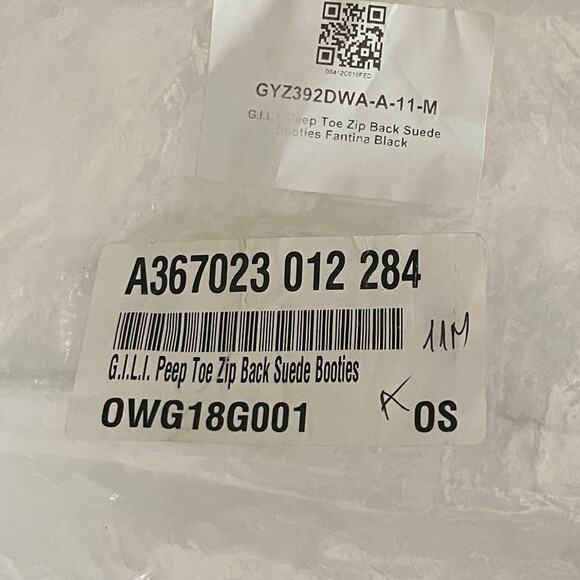 D8412C610FED
GYZ392DWA-A-11-M
G.I.L.I. Peep Toe Zip Back Suede
Booties Fantina Black
A367023 012 284
11M
G.I.L.I. Peep Toe Zip Back Suede Booties
OWG18G001
A
OS